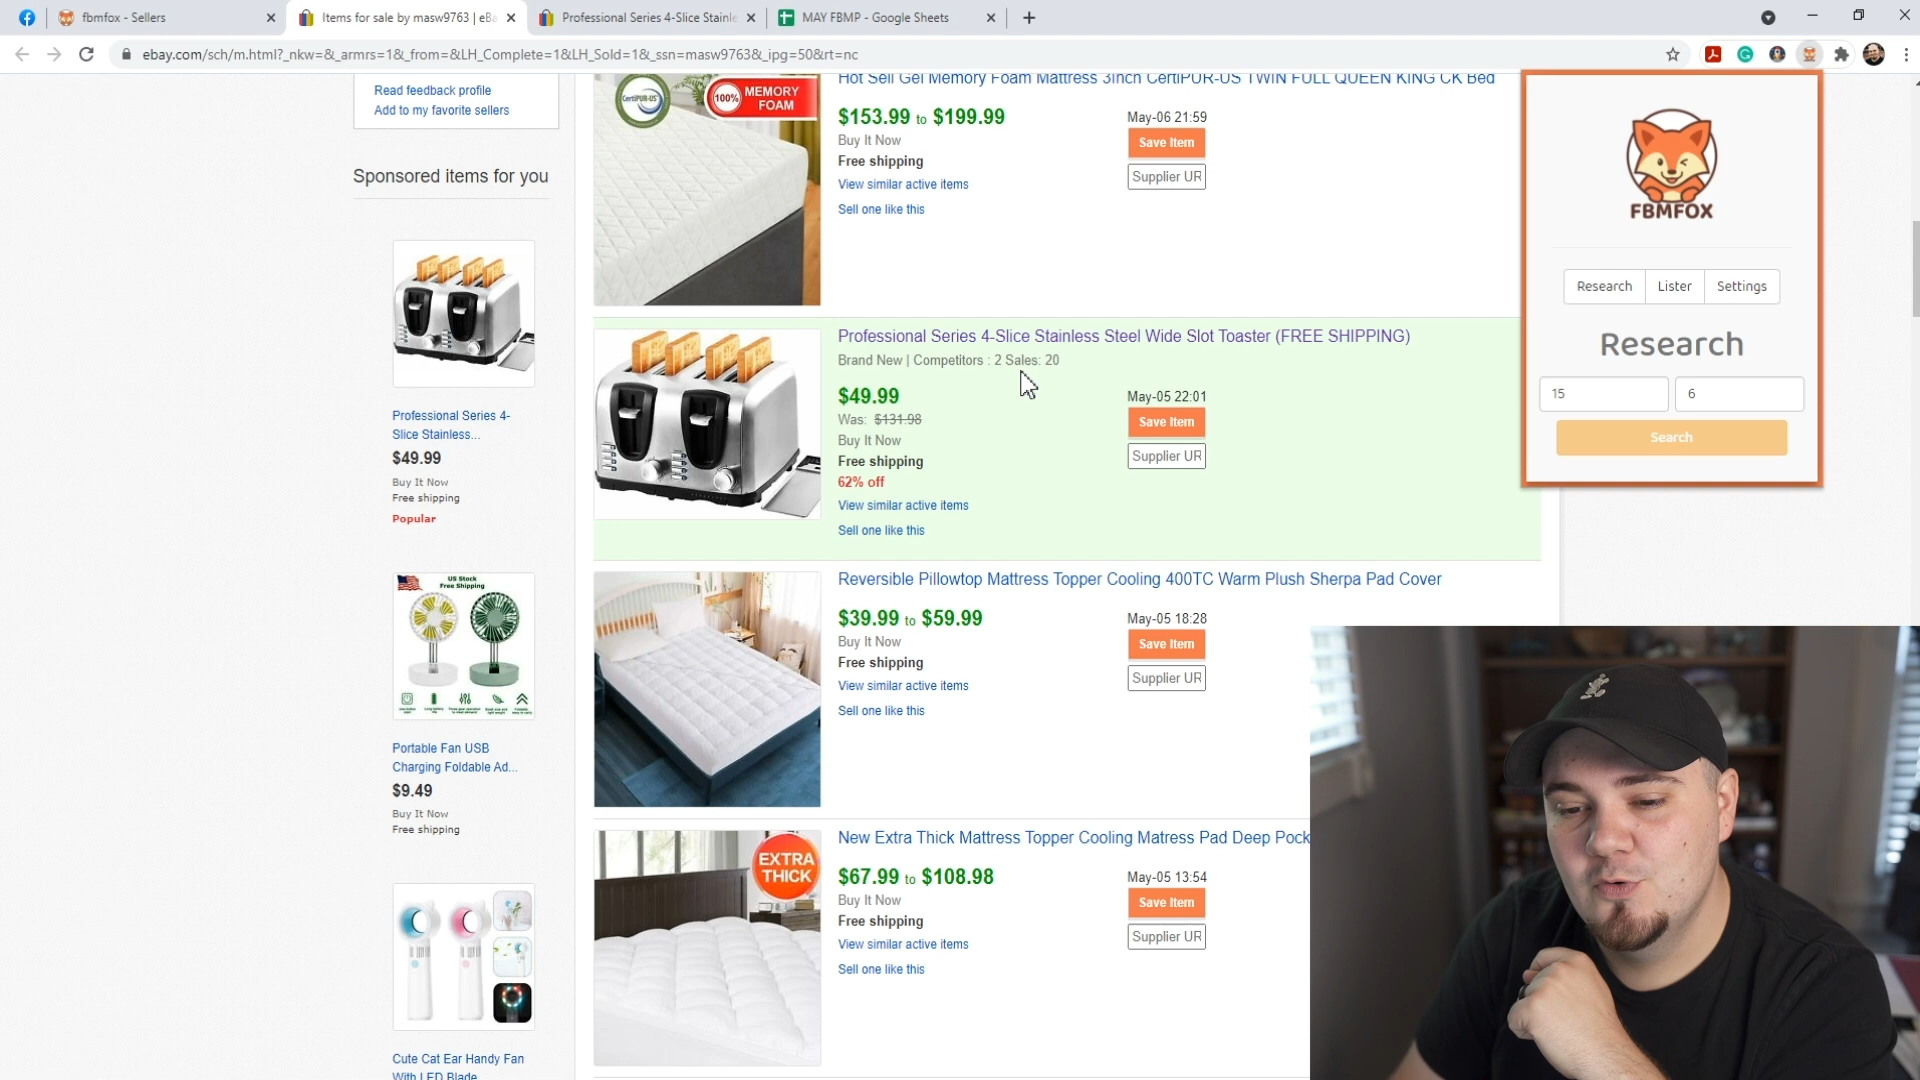 fbmfox - Sellers
Items for sale by masw9763 | eBa
Professional Series 4-Slice Stainle
MAY FBMP - Google Sheets
ebay.com/sch/m.html?_nkw=&_armrs=1&_from=&LH_Complete=1&LH_Sold=1&_ssn=masw9763&_ipg=50&rt=nc
Read feedback profile
Add to my favorite sellers
Sponsored items for you
Professional Series 4-
Slice Stainless...
$49.99
Buy It Now
Free shipping
Popular
US Stock
Free Shipping
Portable Fan USB
Charging Foldable Ad...
$9.49
Buy It Now
Free shipping
Cute Cat Ear Handy Fan
With LED Blade
CertiPUR-US
100% MEMORY
FOAM
Hot Sell Gel Memory Foam Mattress 3Inch CertiPUR-US TWIN FULL QUEEN KING CK Bed
$153.99 to $199.99
Buy It Now
Free shipping
View similar active items
Sell one like this
May-06 21:59
Save Item
Supplier UR
Professional Series 4-Slice Stainless Steel Wide Slot Toaster (FREE SHIPPING)
Brand New | Competitors : 2 Sales: 20
$49.99
Was: $131.98
Buy It Now
Free shipping
62% off
View similar active items
Sell one like this
May-05 22:01
Save Item
Supplier UR
Reversible Pillowtop Mattress Topper Cooling 400TC Warm Plush Sherpa Pad Cover
$39.99 to $59.99
Buy It Now
Free shipping
View similar active items
Sell one like this
May-05 18:28
Save Item
Supplier UR
EXTRA
THICK
New Extra Thick Mattress Topper Cooling Matress Pad Deep Pock
$67.99 to $108.98
Buy It Now
Free shipping
View similar active items
Sell one like this
May-05 13:54
Save Item
Supplier UR
FBMFOX
Research
Lister
Settings
Research
15
6
Search